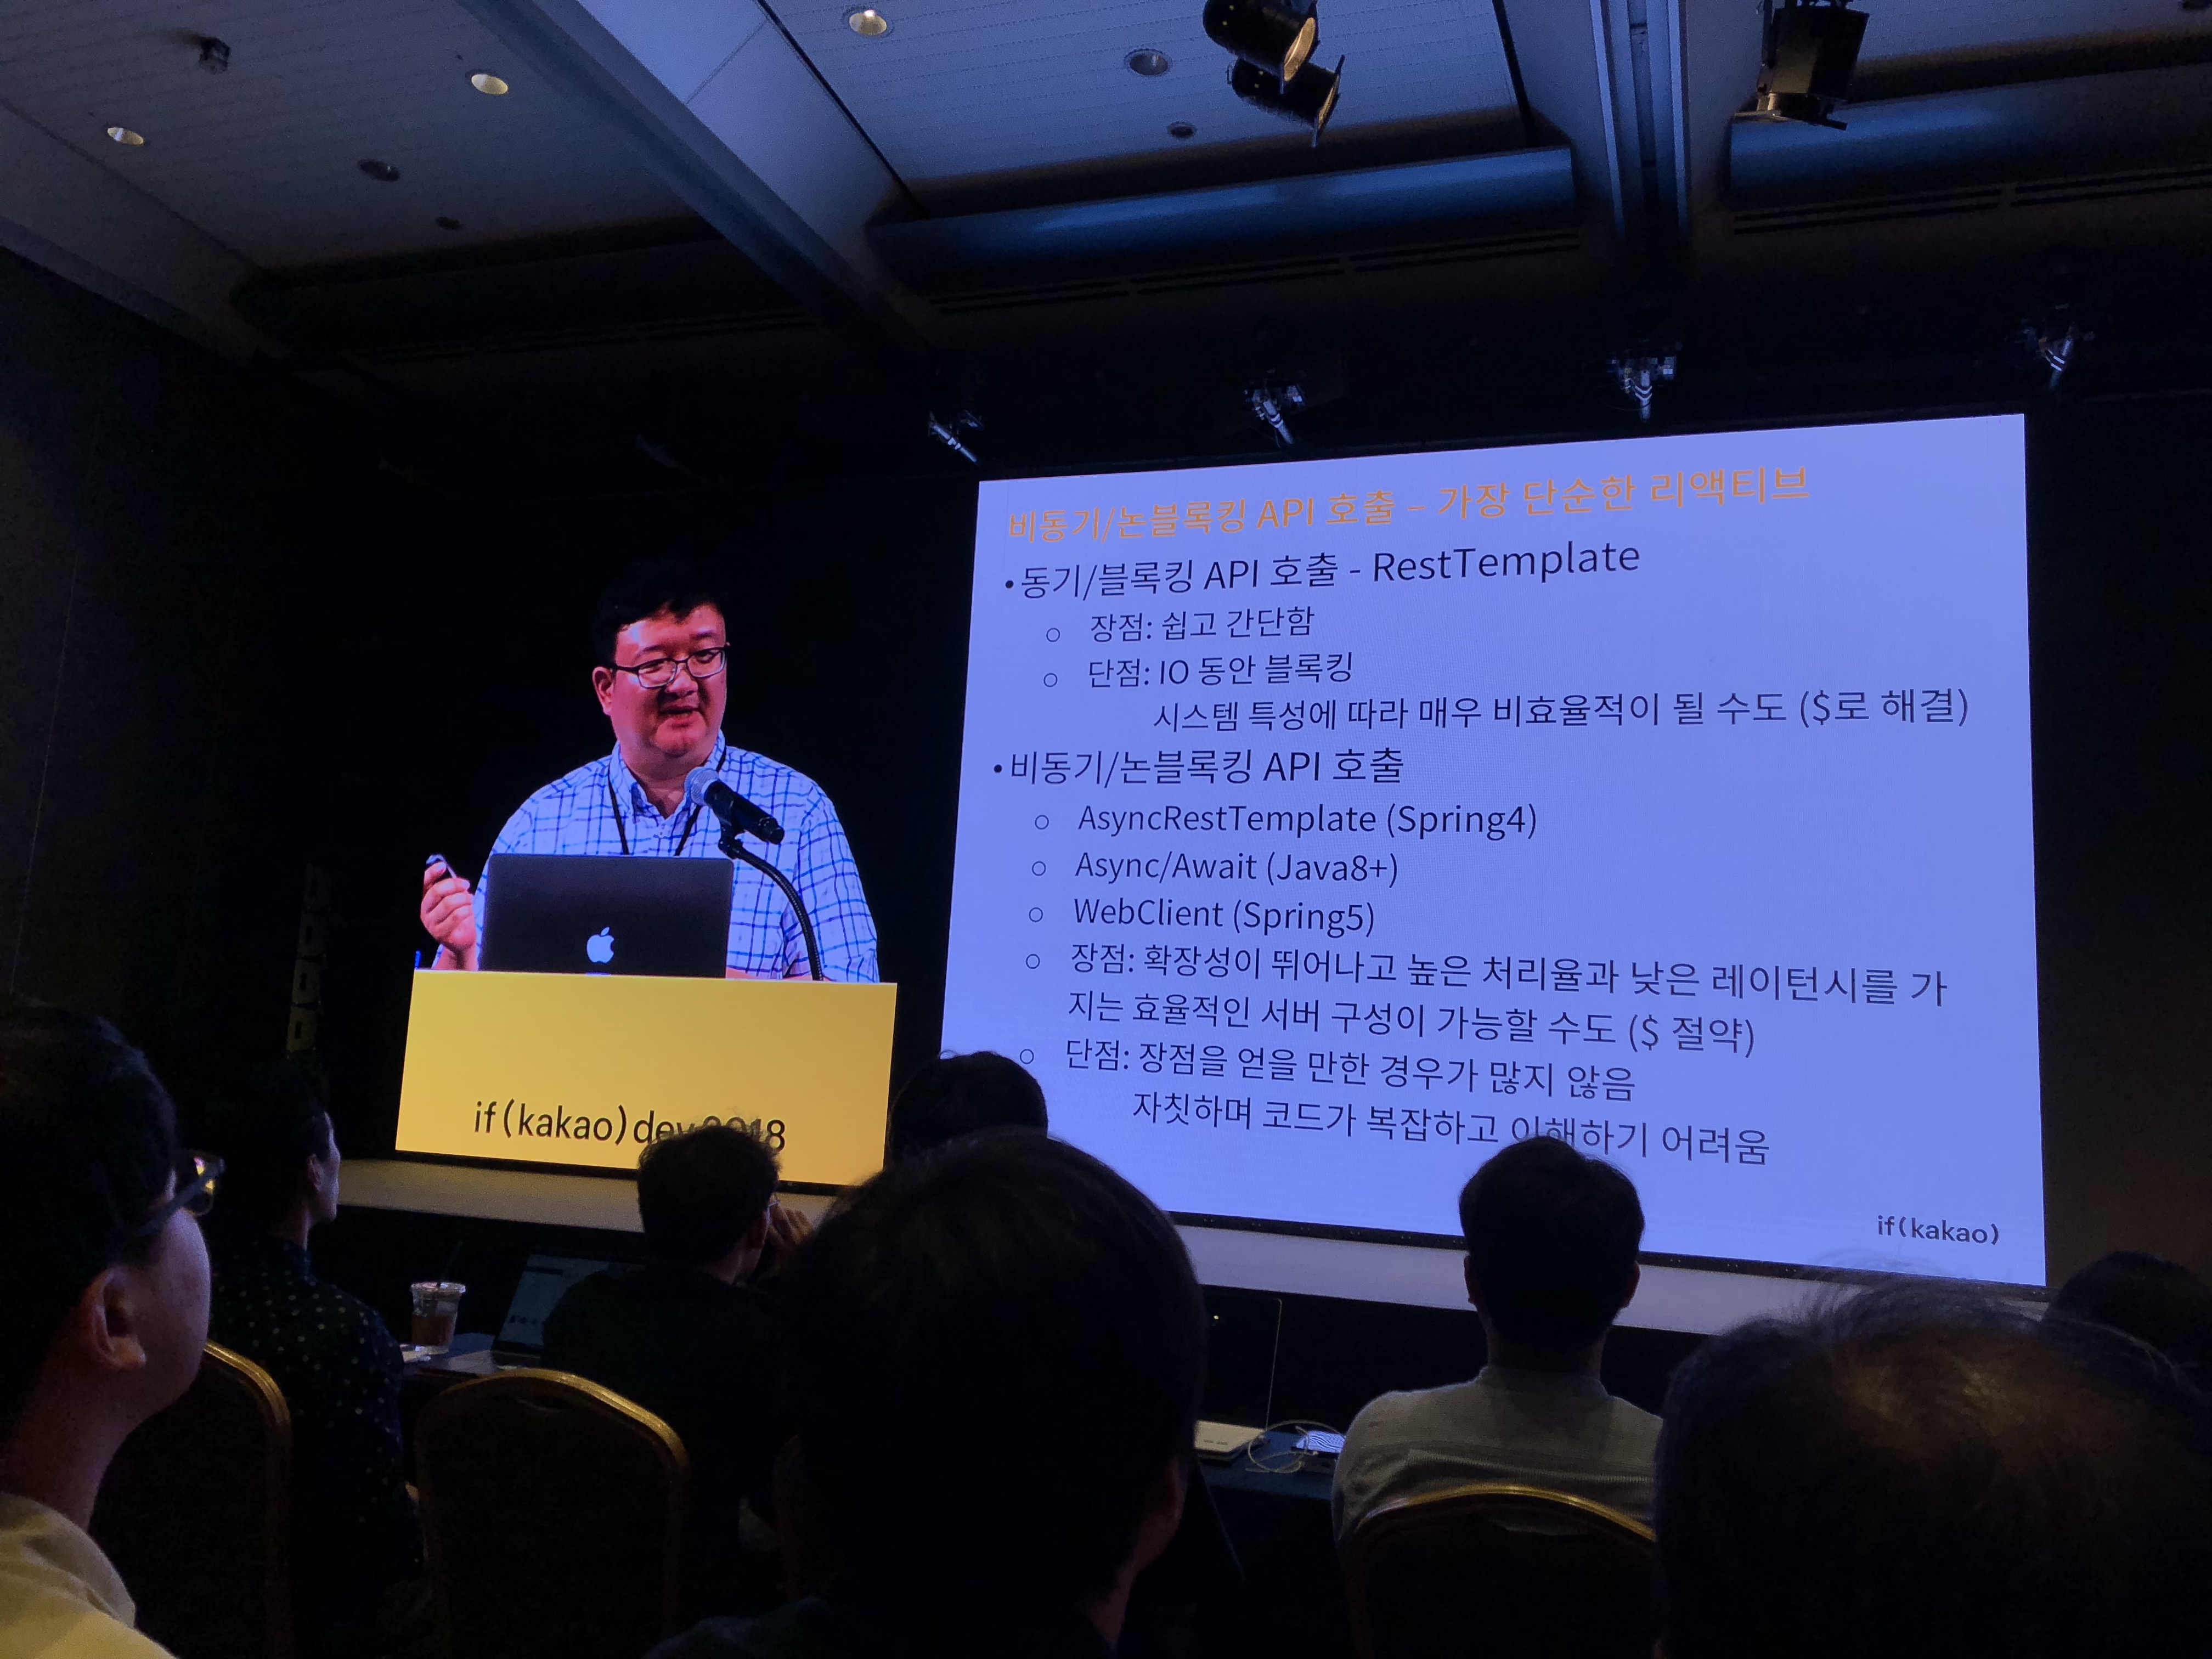 비동기/논블록킹 API 호출 – 가장 단순한 리액티브
• 동기/블록킹 API 호출 - RestTemplate
○ 장점: 쉽고 간단함
○ 단점: IO 동안 블록킹
시스템 특성에 따라 매우 비효율적이 될 수도 ($로 해결)
• 비동기/논블록킹 API 호출
○ AsyncRestTemplate (Spring4)
○ Async/Await (Java8+)
○ WebClient (Spring5)
○ 장점: 확장성이 뛰어나고 높은 처리율과 낮은 레이턴시를 가
지는 효율적인 서버 구성이 가능할 수도 ($ 절약)
○ 단점: 장점을 얻을 만한 경우가 많지 않음
자칫하며 코드가 복잡하고 이해하기 어려움
if(kakao)
if(kakao)dev2018